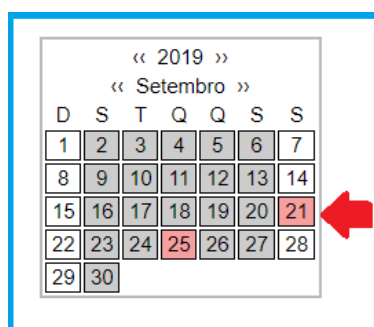 ‹‹ 2019 ››
‹‹ Setembro ››
D S T Q Q S S
1 2 3 4 5 6 7
8 9 10 11 12 13 14
15 16 17 18 19 20 21
22 23 24 25 26 27 28
29 30